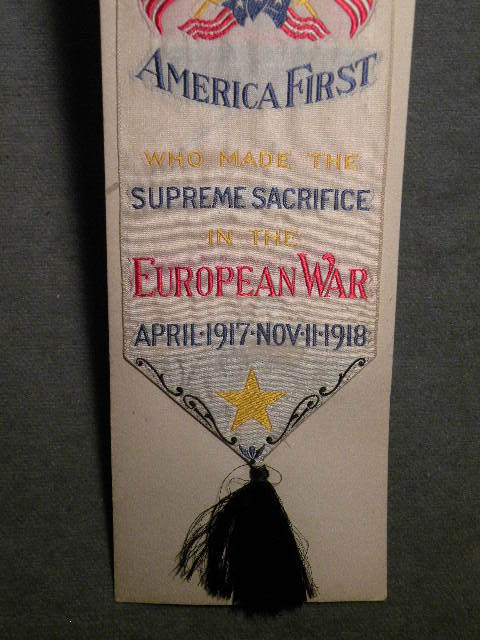 AMERICA FIRST
WHO MADE THE
SUPREME SACRIFICE
IN THE
EUROPEAN WAR
APRIL·1917·NOV·11·1918